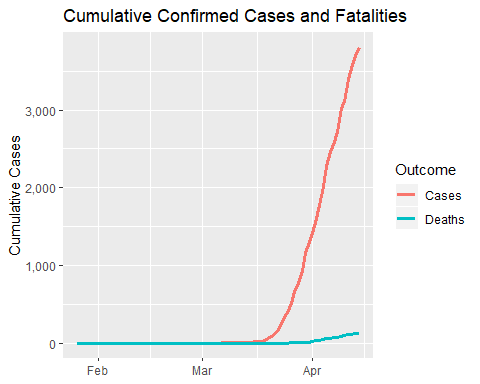 Cumulative Confirmed Cases and Fatalities
Cumulative Cases
3,000
2,000
1,000
0
Feb
Mar
Apr
Outcome
Cases
Deaths